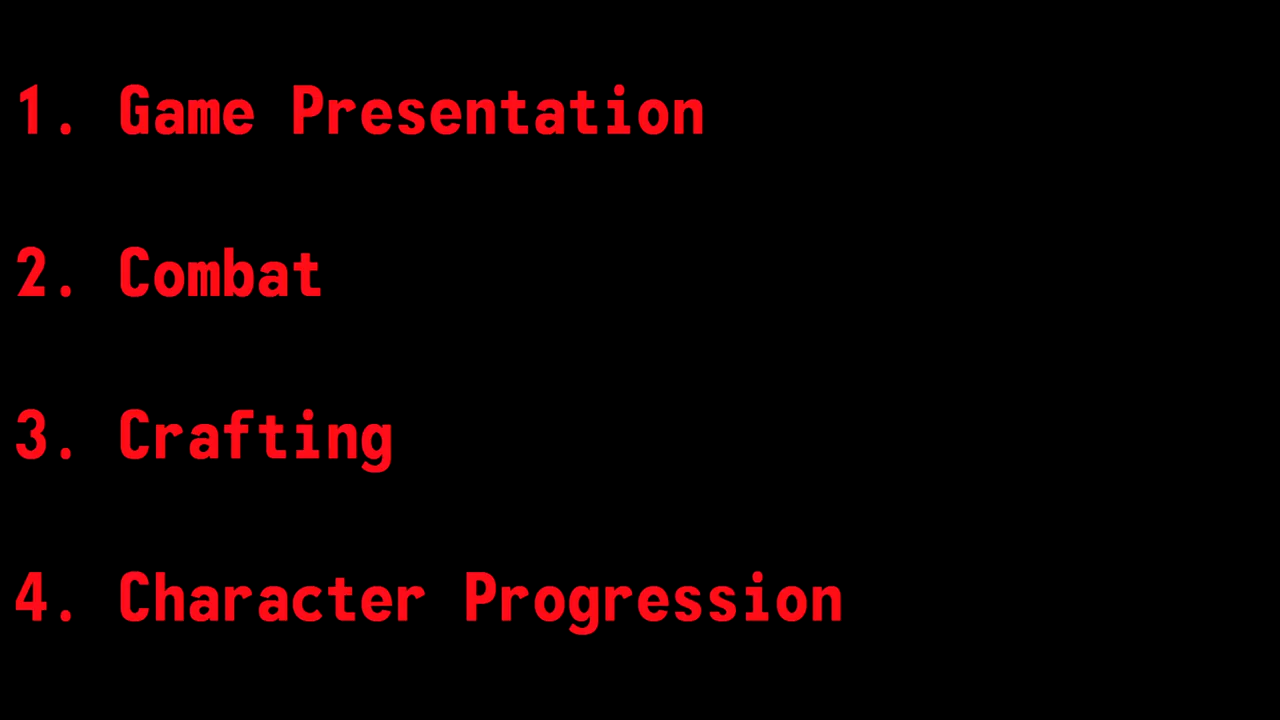 1. Game Presentation
2. Combat
3. Crafting
4. Character Progression